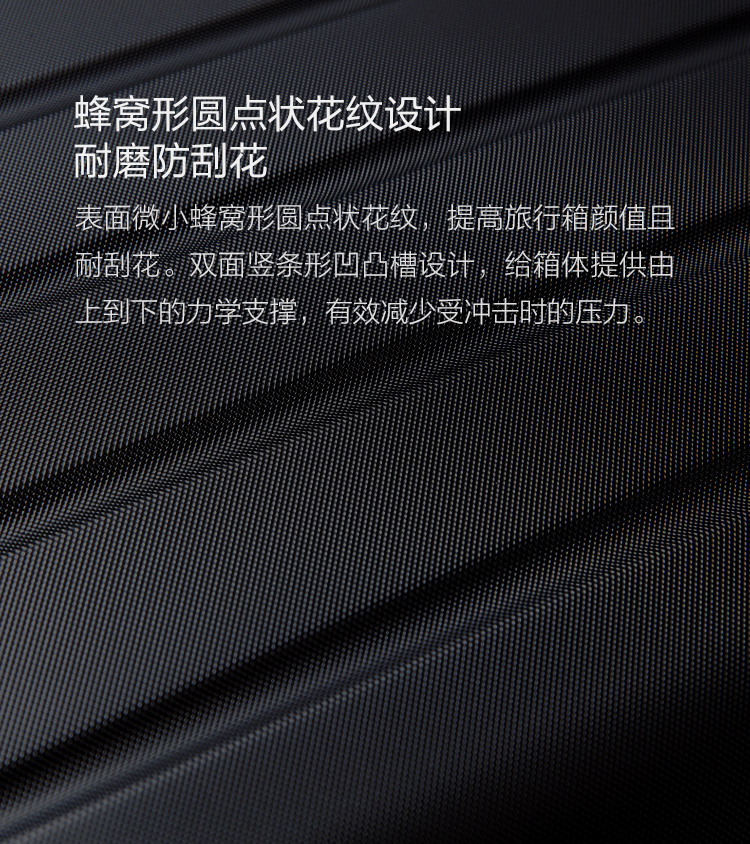 蜂窝形圆点状花纹设计
耐磨防刮花
表面微小蜂窝形圆点状花纹，提高旅行箱颜值且
耐刮花。双面竖条形凹凸槽设计，给箱体提供由
上到下的力学支撑，有效减少受冲击时的压力。